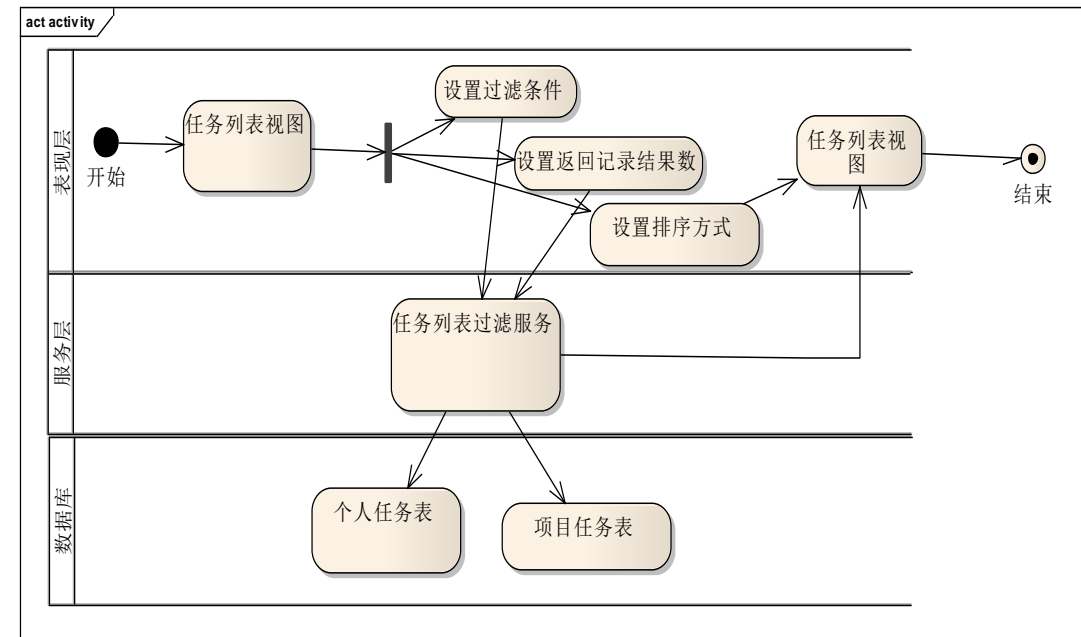 act activity
表现层
开始
任务列表视图
设置过滤条件
设置返回记录结果数
设置排序方式
任务列表视
图
结束
服务层
任务列表过滤服务
数据库
个人任务表
项目任务表